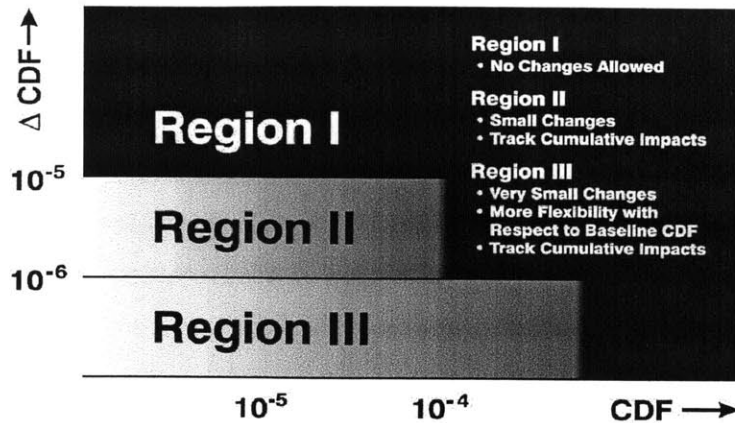 Δ CDF →
Region I
• No Changes Allowed
Region II
• Small Changes
• Track Cumulative Impacts
Region III
• Very Small Changes
• More Flexibility with
Respect to Baseline CDF
• Track Cumulative Impacts
Region I
10⁻⁵
Region II
10⁻⁶
Region III
10⁻⁵
10⁻⁴
CDF →